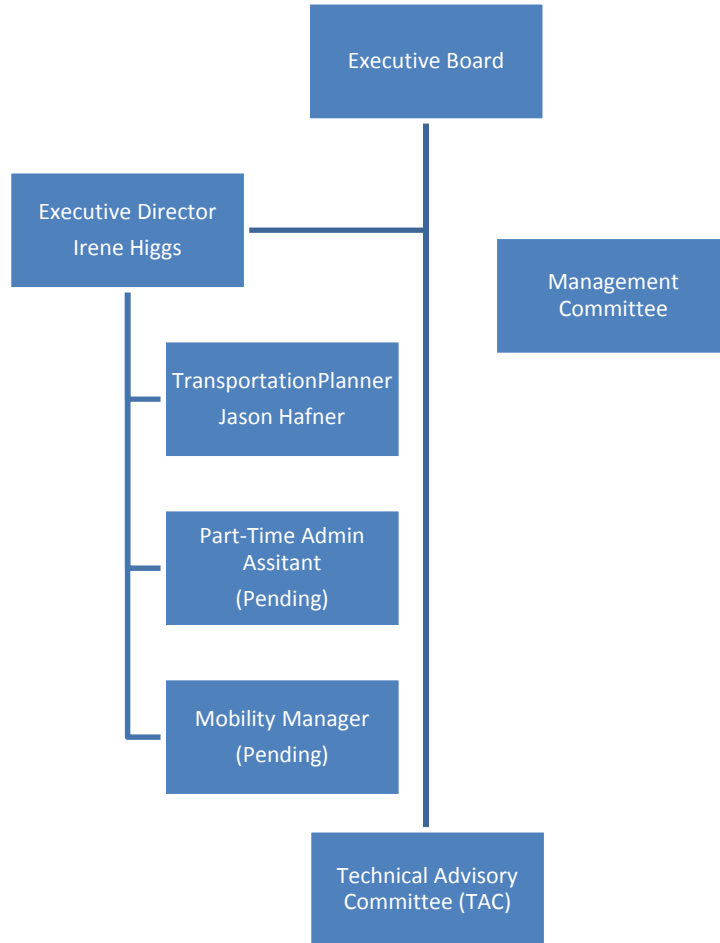 Executive Board
Executive Director
Irene Higgs
Management
Committee
TransportationPlanner
Jason Hafner
Part-Time Admin
Assitant
(Pending)
Mobility Manager
(Pending)
Technical Advisory
Committee (TAC)